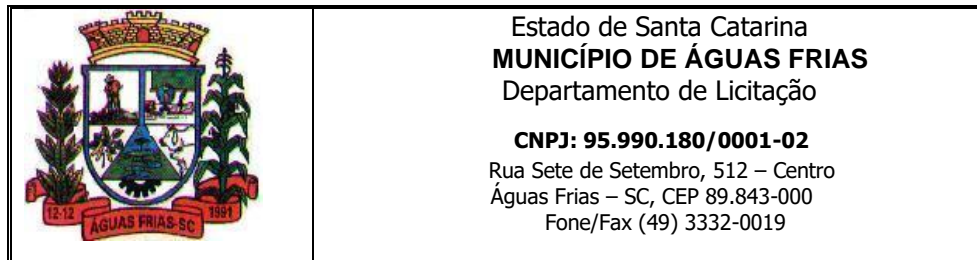 Estado de Santa Catarina
MUNICÍPIO DE ÁGUAS FRIAS
Departamento de Licitação
CNPJ: 95.990.180/0001-02
Rua Sete de Setembro, 512 – Centro
Águas Frias – SC, CEP 89.843-000
Fone/Fax (49) 3332-0019
12-12
ÁGUAS FRIAS-SC
1991